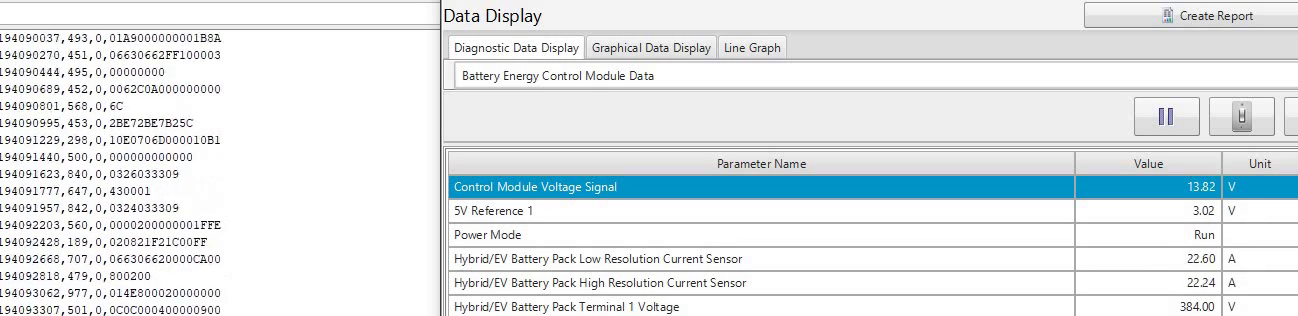 194090037,493,0,01A9000000001B8A
194090270,451,0,06630662FF100003
194090444,495,0,00000000
194090689,452,0,0062C0A000000000
194090801,568,0,6C
194090995,453,0,2BE72BE7B25C
194091229,298,0,10E0706D000010B1
194091440,500,0,000000000000
194091623,840,0,0326033309
194091777,647,0,430001
194091957,842,0,0324033309
194092203,560,0,0000200000001FFE
194092428,189,0,020821F21C00FF
194092668,707,0,066306620000CA00
194092818,479,0,800200
194093062,977,0,014E800020000000
194093307,501,0,0C0C000400000900
Data Display
Create Report
Diagnostic Data Display Graphical Data Display Line Graph
Battery Energy Control Module Data
Parameter Name Value Unit
Control Module Voltage Signal 13.82 V
5V Reference 1 3.02 V
Power Mode Run
Hybrid/EV Battery Pack Low Resolution Current Sensor 22.60 A
Hybrid/EV Battery Pack High Resolution Current Sensor 22.24 A
Hybrid/EV Battery Pack Terminal 1 Voltage 384.00 V